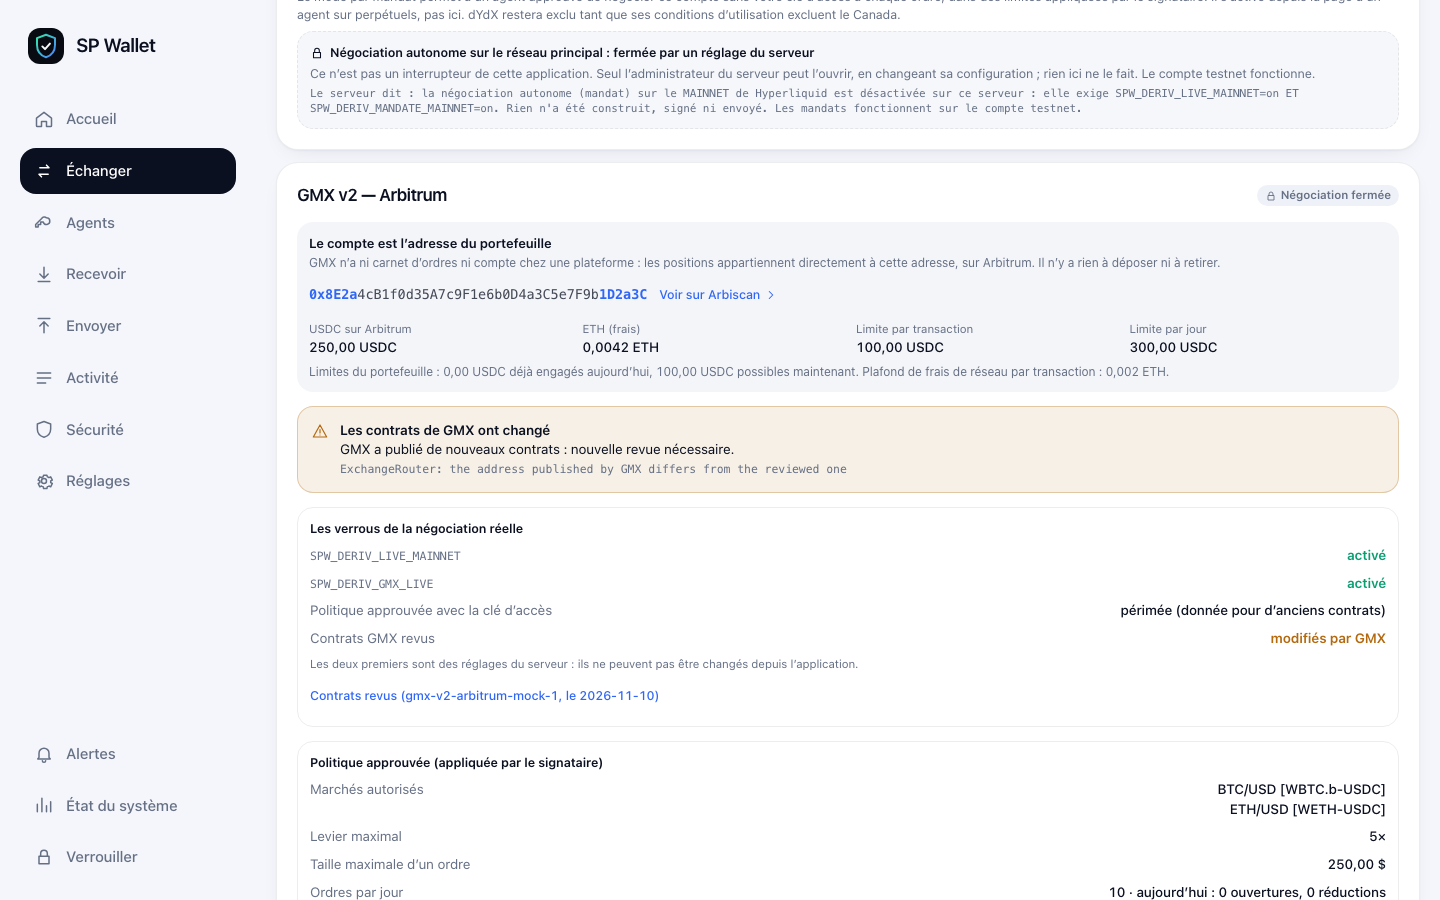 SP Wallet
Accueil
Échanger
Agents
Recevoir
Envoyer
Activité
Sécurité
Réglages
Alertes
État du système
Verrouiller
agent sur perpétuels, pas ici. dYdX restera exclu tant que ses conditions d’utilisation excluent le Canada.
Négociation autonome sur le réseau principal : fermée par un réglage du serveur
Ce n’est pas un interrupteur de cette application. Seul l’administrateur du serveur peut l’ouvrir, en changeant sa configuration ; rien ici ne le fait. Le compte testnet fonctionne.
Le serveur dit : la négociation autonome (mandat) sur le MAINNET de Hyperliquid est désactivée sur ce serveur : elle exige SPW_DERIV_LIVE_MAINNET=on ET
SPW_DERIV_MANDATE_MAINNET=on. Rien n'a été construit, signé ni envoyé. Les mandats fonctionnent sur le compte testnet.
GMX v2 — Arbitrum
Négociation fermée
Le compte est l’adresse du portefeuille
GMX n’a ni carnet d’ordres ni compte chez une plateforme : les positions appartiennent directement à cette adresse, sur Arbitrum. Il n’y a rien à déposer ni à retirer.
0x8E2a4cB1f0d35A7c9F1e6b0D4a3C5e7F9b1D2a3C Voir sur Arbiscan
USDC sur Arbitrum ETH (frais) Limite par transaction Limite par jour
250,00 USDC 0,0042 ETH 100,00 USDC 300,00 USDC
Limites du portefeuille : 0,00 USDC déjà engagés aujourd’hui, 100,00 USDC possibles maintenant. Plafond de frais de réseau par transaction : 0,002 ETH.
Les contrats de GMX ont changé
GMX a publié de nouveaux contrats : nouvelle revue nécessaire.
ExchangeRouter: the address published by GMX differs from the reviewed one
Les verrous de la négociation réelle
SPW_DERIV_LIVE_MAINNET activé
SPW_DERIV_GMX_LIVE activé
Politique approuvée avec la clé d’accès périmée (donnée pour d’anciens contrats)
Contrats GMX revus modifiés par GMX
Les deux premiers sont des réglages du serveur : ils ne peuvent pas être changés depuis l’application.
Contrats revus (gmx-v2-arbitrum-mock-1, le 2026-11-10)
Politique approuvée (appliquée par le signataire)
Marchés autorisés BTC/USD [WBTC.b-USDC]
ETH/USD [WETH-USDC]
Levier maximal 5×
Taille maximale d’un ordre 250,00 $
Ordres par jour 10 · aujourd’hui : 0 ouvertures, 0 réductions